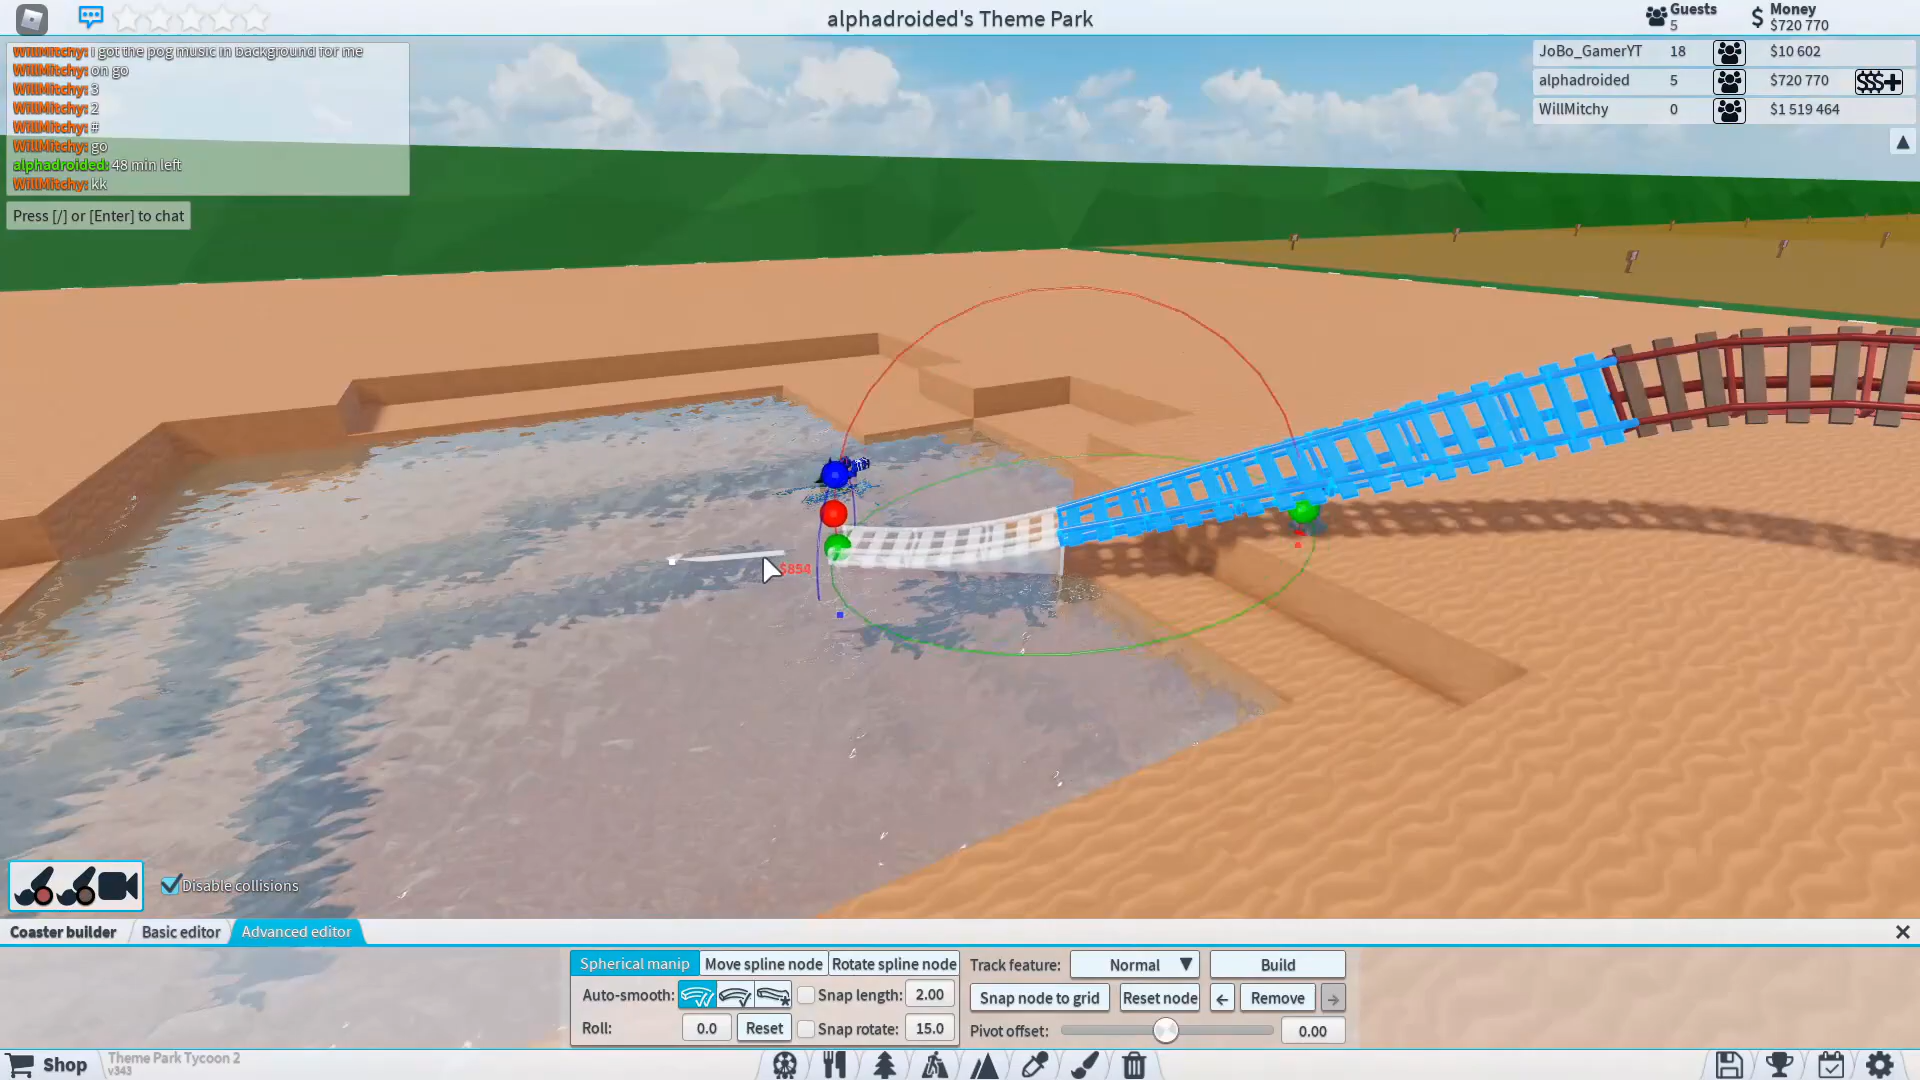 alphadroided's Theme Park
Guests
5
Money
$720 770
WillMitchy: i got the pog music in background for me
WillMitchy: on go
WillMitchy: 3
WillMitchy: 2
WillMitchy: #
WillMitchy: go
alphadroided: 48 min left
WillMitchy: kk
Press [/] or [Enter] to chat
JoBo_GamerYT 18 $10 602
alphadroided 5 $720 770 $$$+
WillMitchy 0 $1 519 464
$854
Disable collisions
Coaster builder Basic editor Advanced editor
Spherical manip Move spline node Rotate spline node Track feature: Normal Build
Auto-smooth: Snap length: 2.00 Snap node to grid Reset node Remove
Roll: 0.0 Reset Snap rotate: 15.0 Pivot offset: 0.00
Shop
Theme Park Tycoon 2
v343